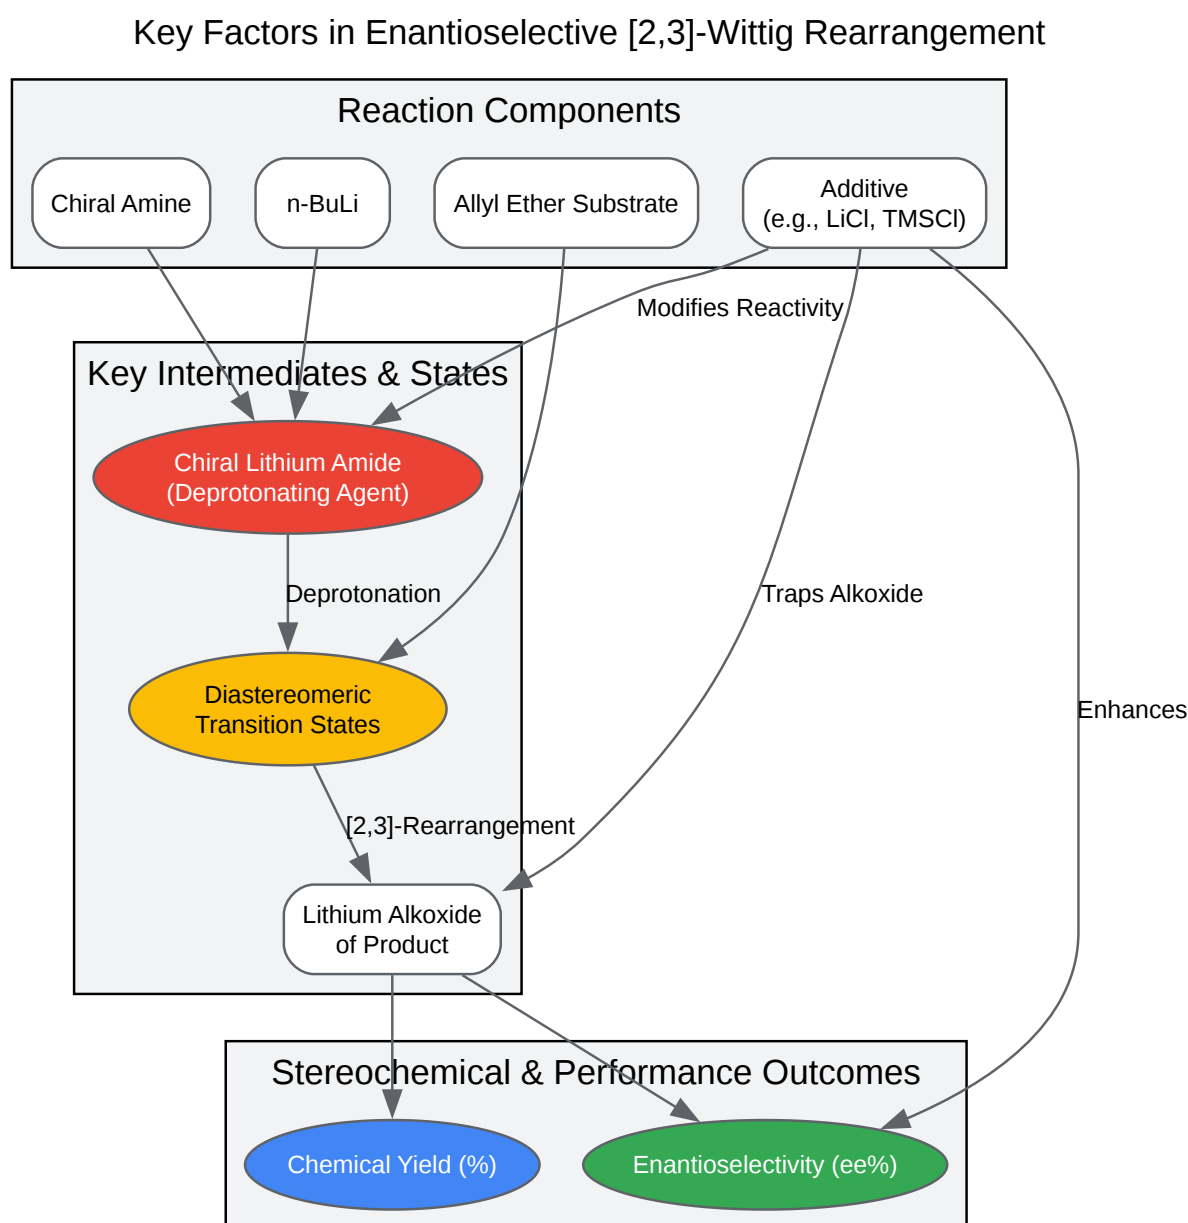 Key Factors in Enantioselective [2,3]-Wittig Rearrangement
Reaction Components
Chiral Amine
n-BuLi
Allyl Ether Substrate
Additive
(e.g., LiCl, TMSCl)
Modifies Reactivity
Key Intermediates & States
Chiral Lithium Amide
(Deprotonating Agent)
Deprotonation
Traps Alkoxide
Diastereomeric
Transition States
Enhances
[2,3]-Rearrangement
Lithium Alkoxide
of Product
Stereochemical & Performance Outcomes
Chemical Yield (%)
Enantioselectivity (ee%)